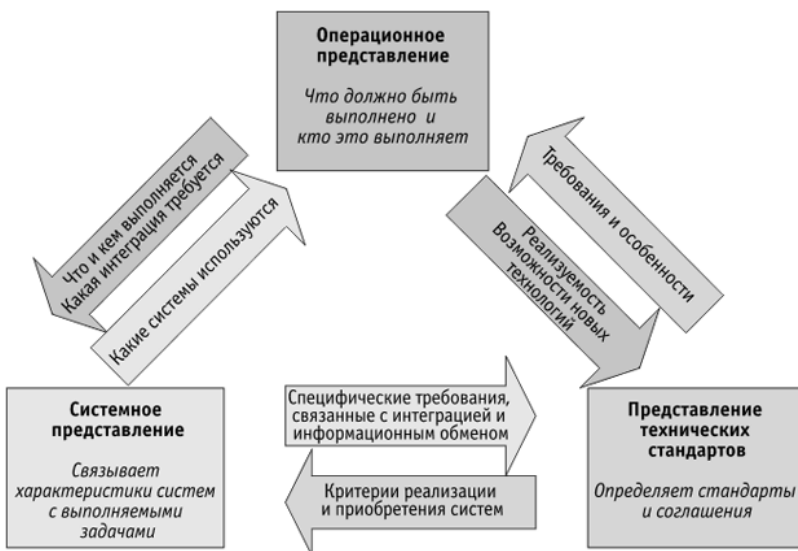 Операционное
представление
Что должно быть
выполнено и
кто это выполняет
Что и кем выполняется
Какая интеграция требуется
Какие системы используются
Требования и особенности
Реализуемость
Возможности новых
технологий
Системное
представление
Связывает
характеристики систем
с выполняемыми
задачами
Специфические требования,
связанные с интеграцией и
информационным обменом
Критерии реализации
и приобретения систем
Представление
технических
стандартов
Определяет стандарты
и соглашения